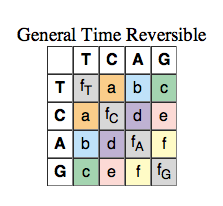 General Time Reversible
T C A G
T fT a b c
C a fC d e
A b d fA f
G c e f fG